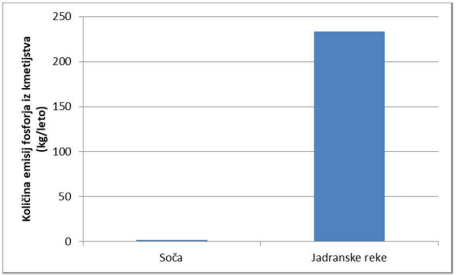 Količina emisij fosforja iz kmetijstva
(kg/leto)
250
200
150
100
50
0
Soča
Jadranske reke